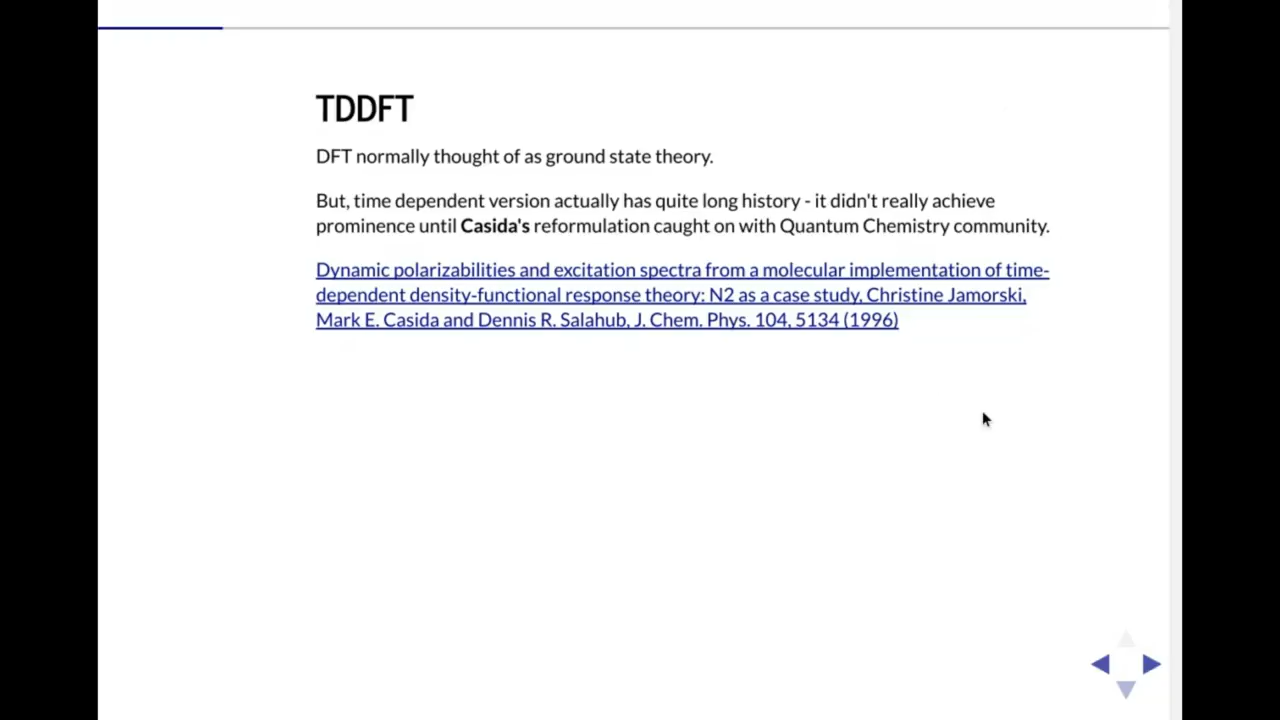 TDDFT
DFT normally thought of as ground state theory.
But, time dependent version actually has quite long history - it didn't really achieve
prominence until Casida's reformulation caught on with Quantum Chemistry community.
Dynamic polarizabilities and excitation spectra from a molecular implementation of time-
dependent density-functional response theory: N2 as a case study, Christine Jamorski,
Mark E. Casida and Dennis R. Salahub, J. Chem. Phys. 104, 5134 (1996)